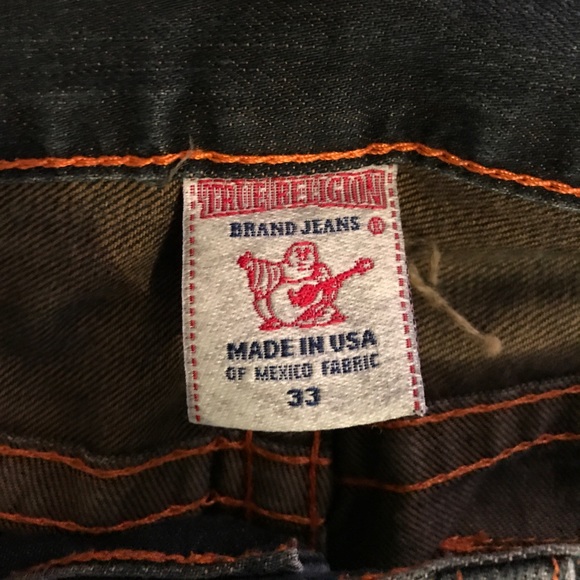 TRUE RELIGION
BRAND JEANS ®
MADE IN USA
OF MEXICO FABRIC
33